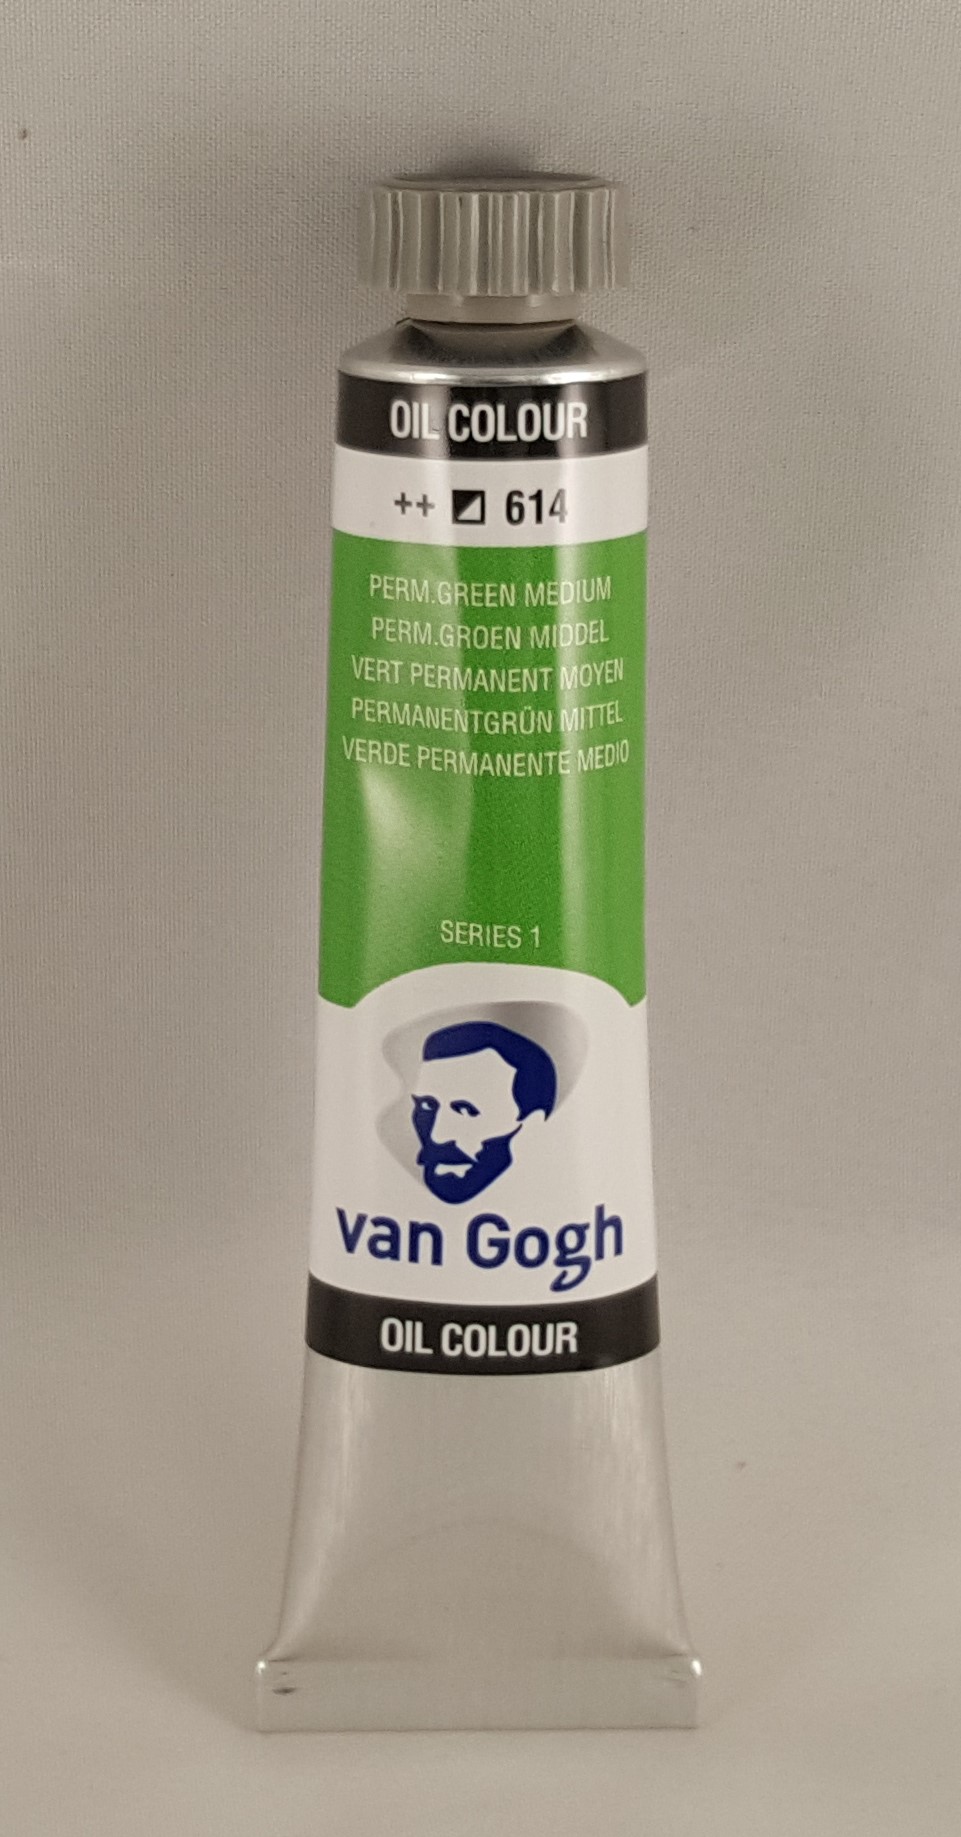 OIL COLOUR
++ 614
PERM.GREEN MEDIUM
PERM.GROEN MIDDEL
VERT PERMANENT MOYEN
PERMANENTGRÜN MITTEL
VERDE PERMANENTE MEDIO
SERIES 1
van Gogh
OIL COLOUR